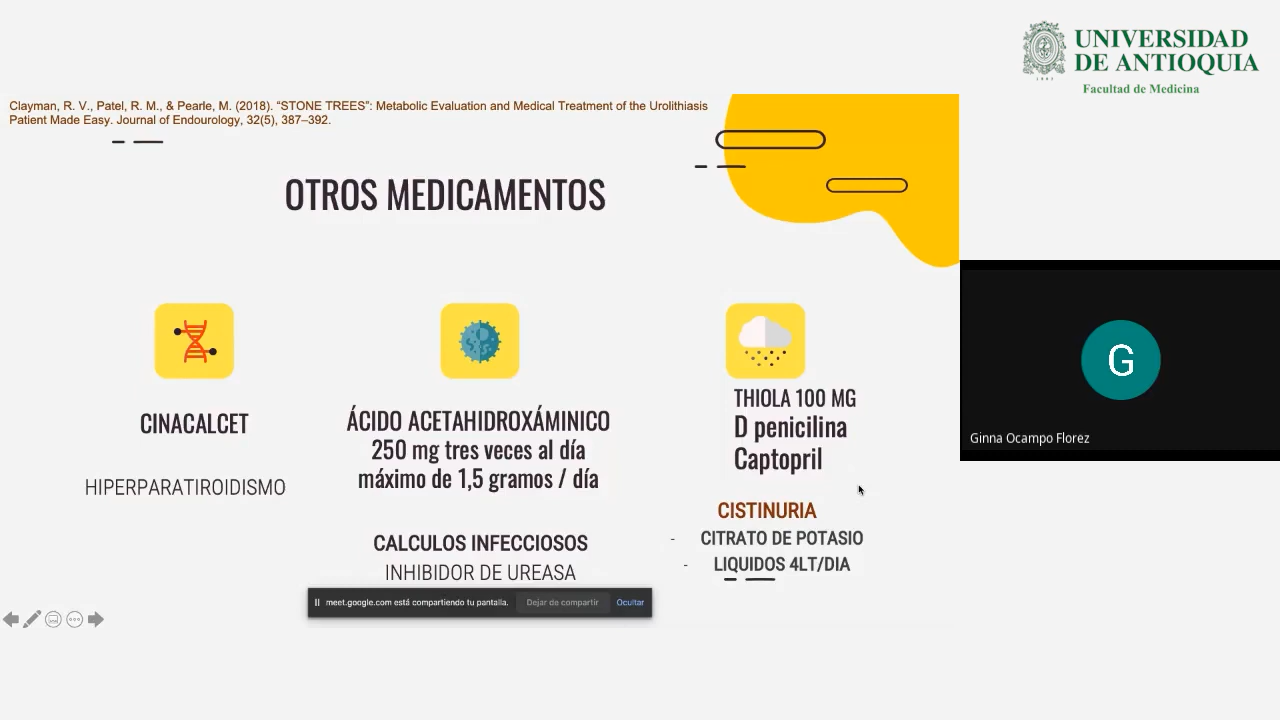 UNIVERSIDAD
DE ANTIOQUIA
1803
Facultad de Medicina
Clayman, R. V., Patel, R. M., & Pearle, M. (2018). “STONE TREES”: Metabolic Evaluation and Medical Treatment of the Urolithiasis
Patient Made Easy. Journal of Endourology, 32(5), 387–392.
OTROS MEDICAMENTOS
CINACALCET
HIPERPARATIROIDISMO
ÁCIDO ACETAHIDROXÁMINICO
250 mg tres veces al día
máximo de 1,5 gramos / día
CALCULOS INFECCIOSOS
INHIBIDOR DE UREASA
THIOLA 100 MG
D penicilina
Captopril
CISTINURIA
- CITRATO DE POTASIO
- LIQUIDOS 4LT/DIA
G
Ginna Ocampo Florez
meet.google.com está compartiendo tu pantalla. Dejar de compartir Ocultar